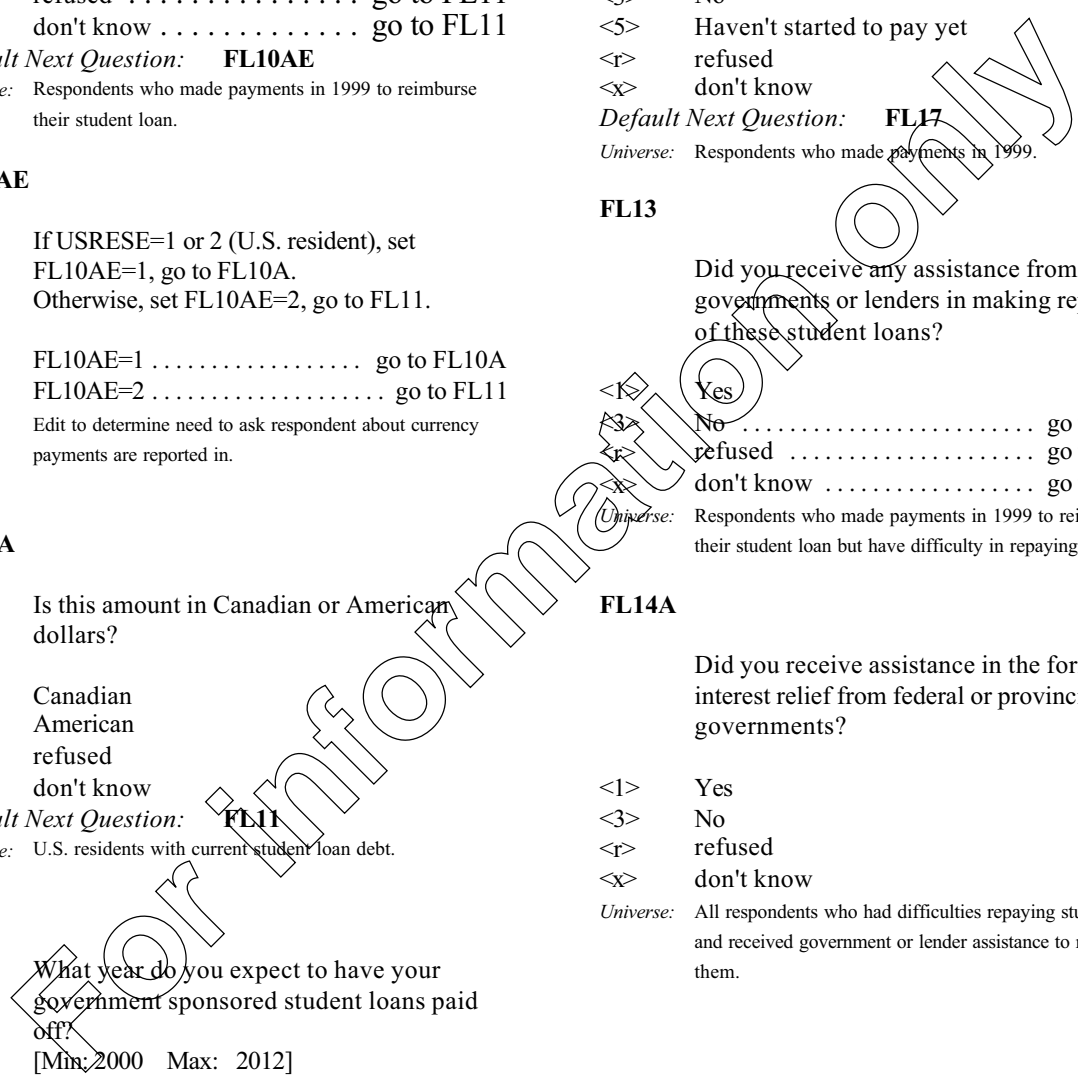 refused . . . . . . . . . . . . . . . . . go to FL11
don't know . . . . . . . . . . . . . . go to FL11
Next Question: FL10AE
Respondents who made payments in 1999 to reimburse
their student loan.
AE
If USRESE=1 or 2 (U.S. resident), set
FL10AE=1, go to FL10A.
Otherwise, set FL10AE=2, go to FL11.
FL10AE=1 . . . . . . . . . . . . . . . . . . go to FL10A
FL10AE=2 . . . . . . . . . . . . . . . . . . . . go to FL11
Edit to determine need to ask respondent about currency
payments are reported in.
A
Is this amount in Canadian or American
dollars?
Canadian
American
refused
don't know
Next Question: FL11
U.S. residents with current student loan debt.
What year do you expect to have your
government sponsored student loans paid
off?
[Min: 2000 Max: 2012]
No
<5> Haven't started to pay yet
<r> refused
<x> don't know
Default Next Question: FL17
Universe: Respondents who made payments in 1999.
FL13
Did you receive any assistance from
governments or lenders in making
of these student loans?
<1> Yes
<3> No . . . . . . . . . . . . . . . . . . . . . . . . . go
<r> refused . . . . . . . . . . . . . . . . . . . . . go
<x> don't know . . . . . . . . . . . . . . . . . . go
Universe: Respondents who made payments in 1999 to
their student loan but have difficulty in repaying
FL14A
Did you receive assistance in the
interest relief from federal or
governments?
<1> Yes
<3> No
<r> refused
<x> don't know
Universe: All respondents who had difficulties repaying
and received government or lender assistance to
them.
For information only